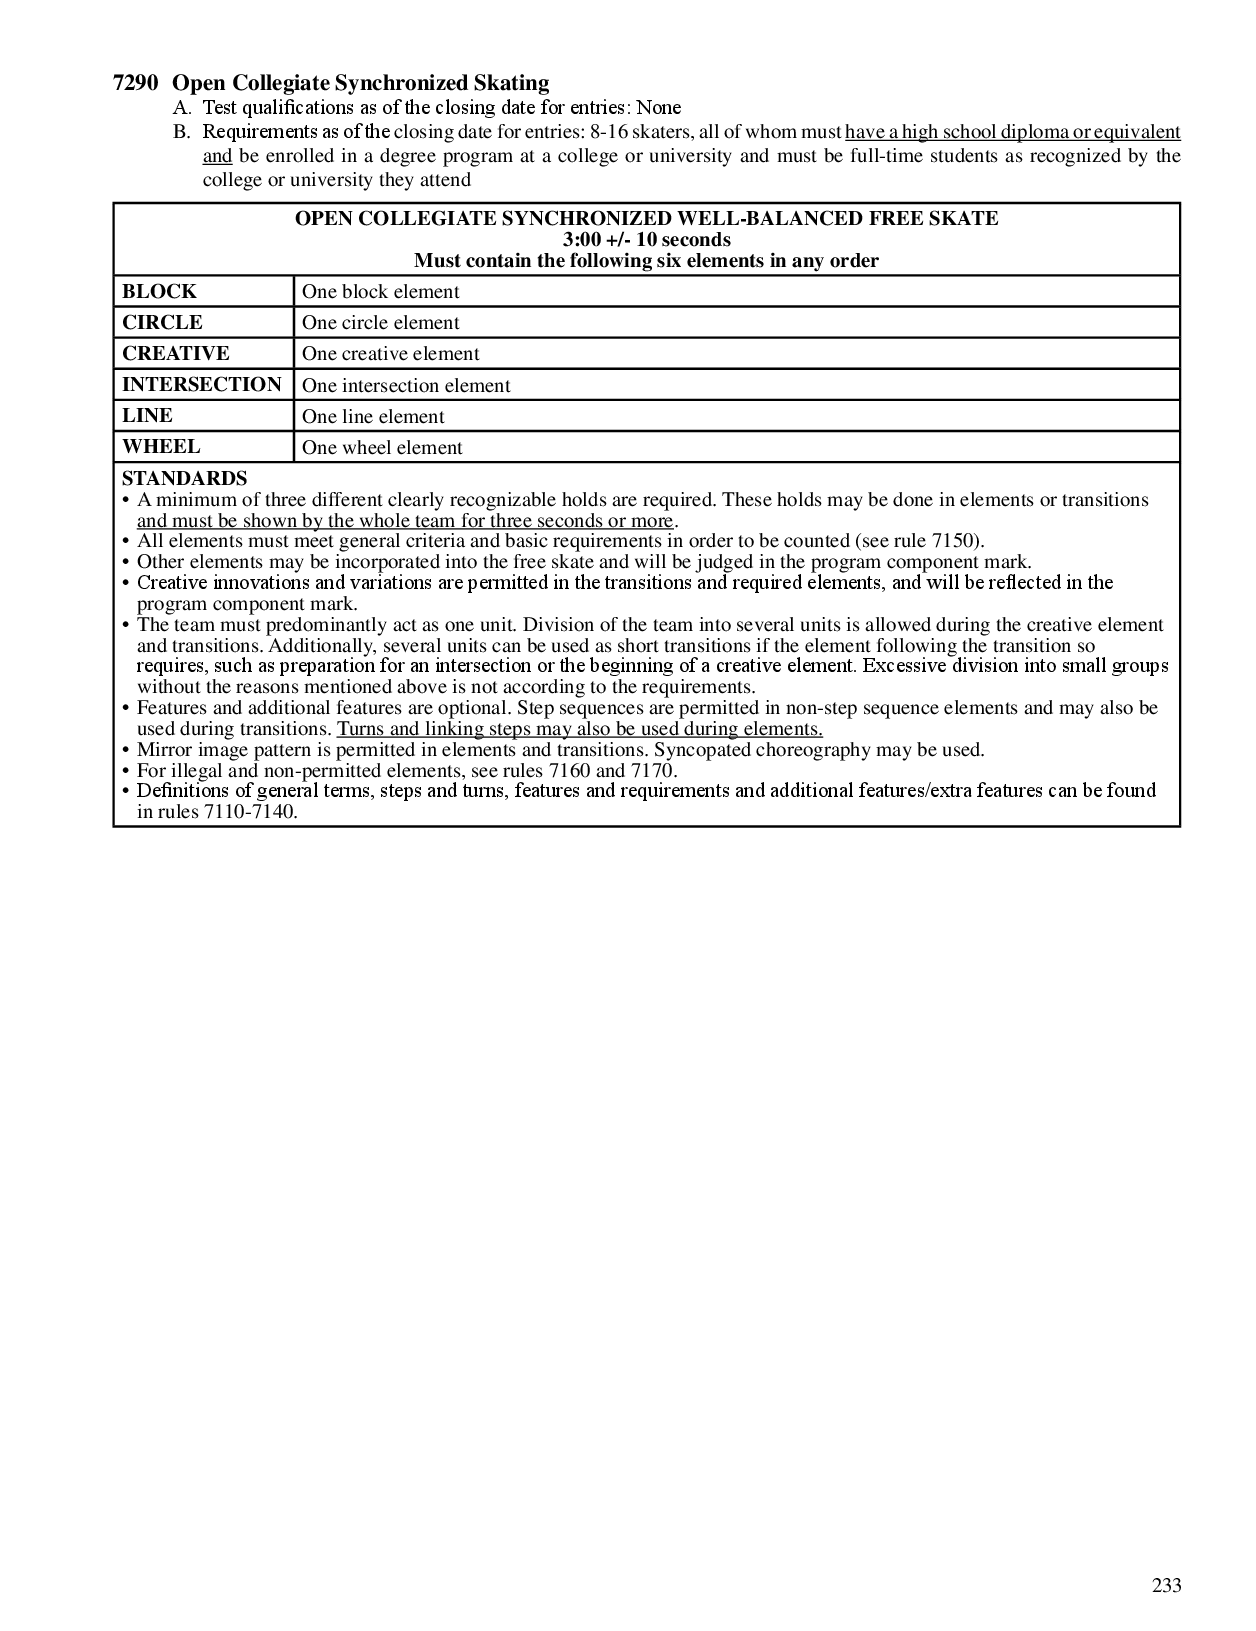 7290 Open Collegiate Synchronized Skating
A. Test qualifications as of the closing date for entries: None
B. Requirements as of the closing date for entries: 8-16 skaters, all of whom must have a high school diploma or equivalent
and be enrolled in a degree program at a college or university and must be full-time students as recognized by the
college or university they attend
OPEN COLLEGIATE SYNCHRONIZED WELL-BALANCED FREE SKATE
3:00 +/- 10 seconds
Must contain the following six elements in any order
BLOCK One block element
CIRCLE One circle element
CREATIVE One creative element
INTERSECTION One intersection element
LINE One line element
WHEEL One wheel element
STANDARDS
• A minimum of three different clearly recognizable holds are required. These holds may be done in elements or transitions
and must be shown by the whole team for three seconds or more.
• All elements must meet general criteria and basic requirements in order to be counted (see rule 7150).
• Other elements may be incorporated into the free skate and will be judged in the program component mark.
• Creative innovations and variations are permitted in the transitions and required elements, and will be reflected in the
program component mark.
• The team must predominantly act as one unit. Division of the team into several units is allowed during the creative element
and transitions. Additionally, several units can be used as short transitions if the element following the transition so
requires, such as preparation for an intersection or the beginning of a creative element. Excessive division into small groups
without the reasons mentioned above is not according to the requirements.
• Features and additional features are optional. Step sequences are permitted in non-step sequence elements and may also be
used during transitions. Turns and linking steps may also be used during elements.
• Mirror image pattern is permitted in elements and transitions. Syncopated choreography may be used.
• For illegal and non-permitted elements, see rules 7160 and 7170.
• Definitions of general terms, steps and turns, features and requirements and additional features/extra features can be found
in rules 7110-7140.
233